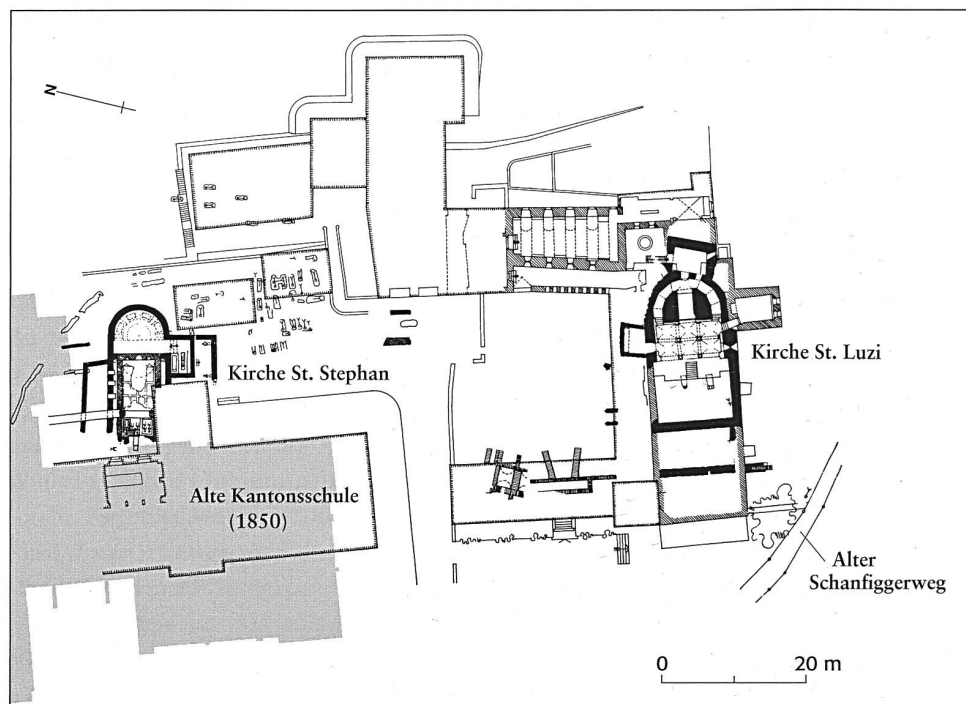 N
Kirche St. Stephan
Kirche St. Luzi
Alte Kantonsschule
(1850)
Alter
Schanfiggerweg
0 20 m